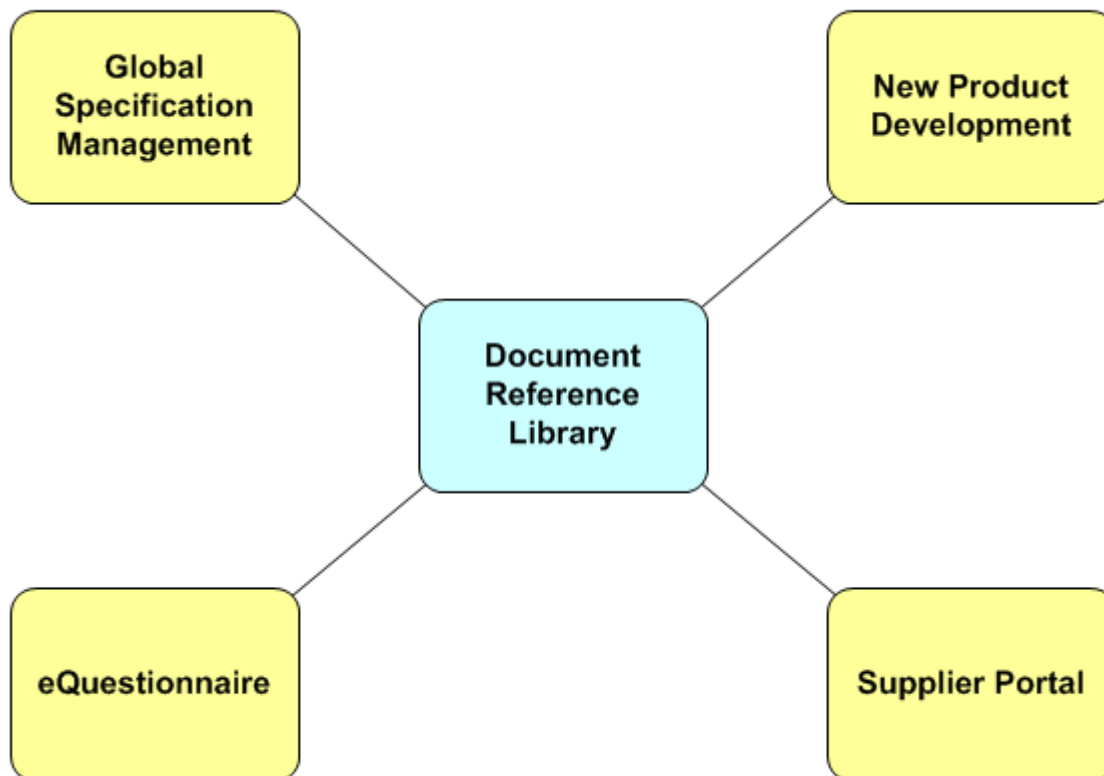 Global
Specification
Management
New Product
Development
Document
Reference
Library
eQuestionnaire
Supplier Portal